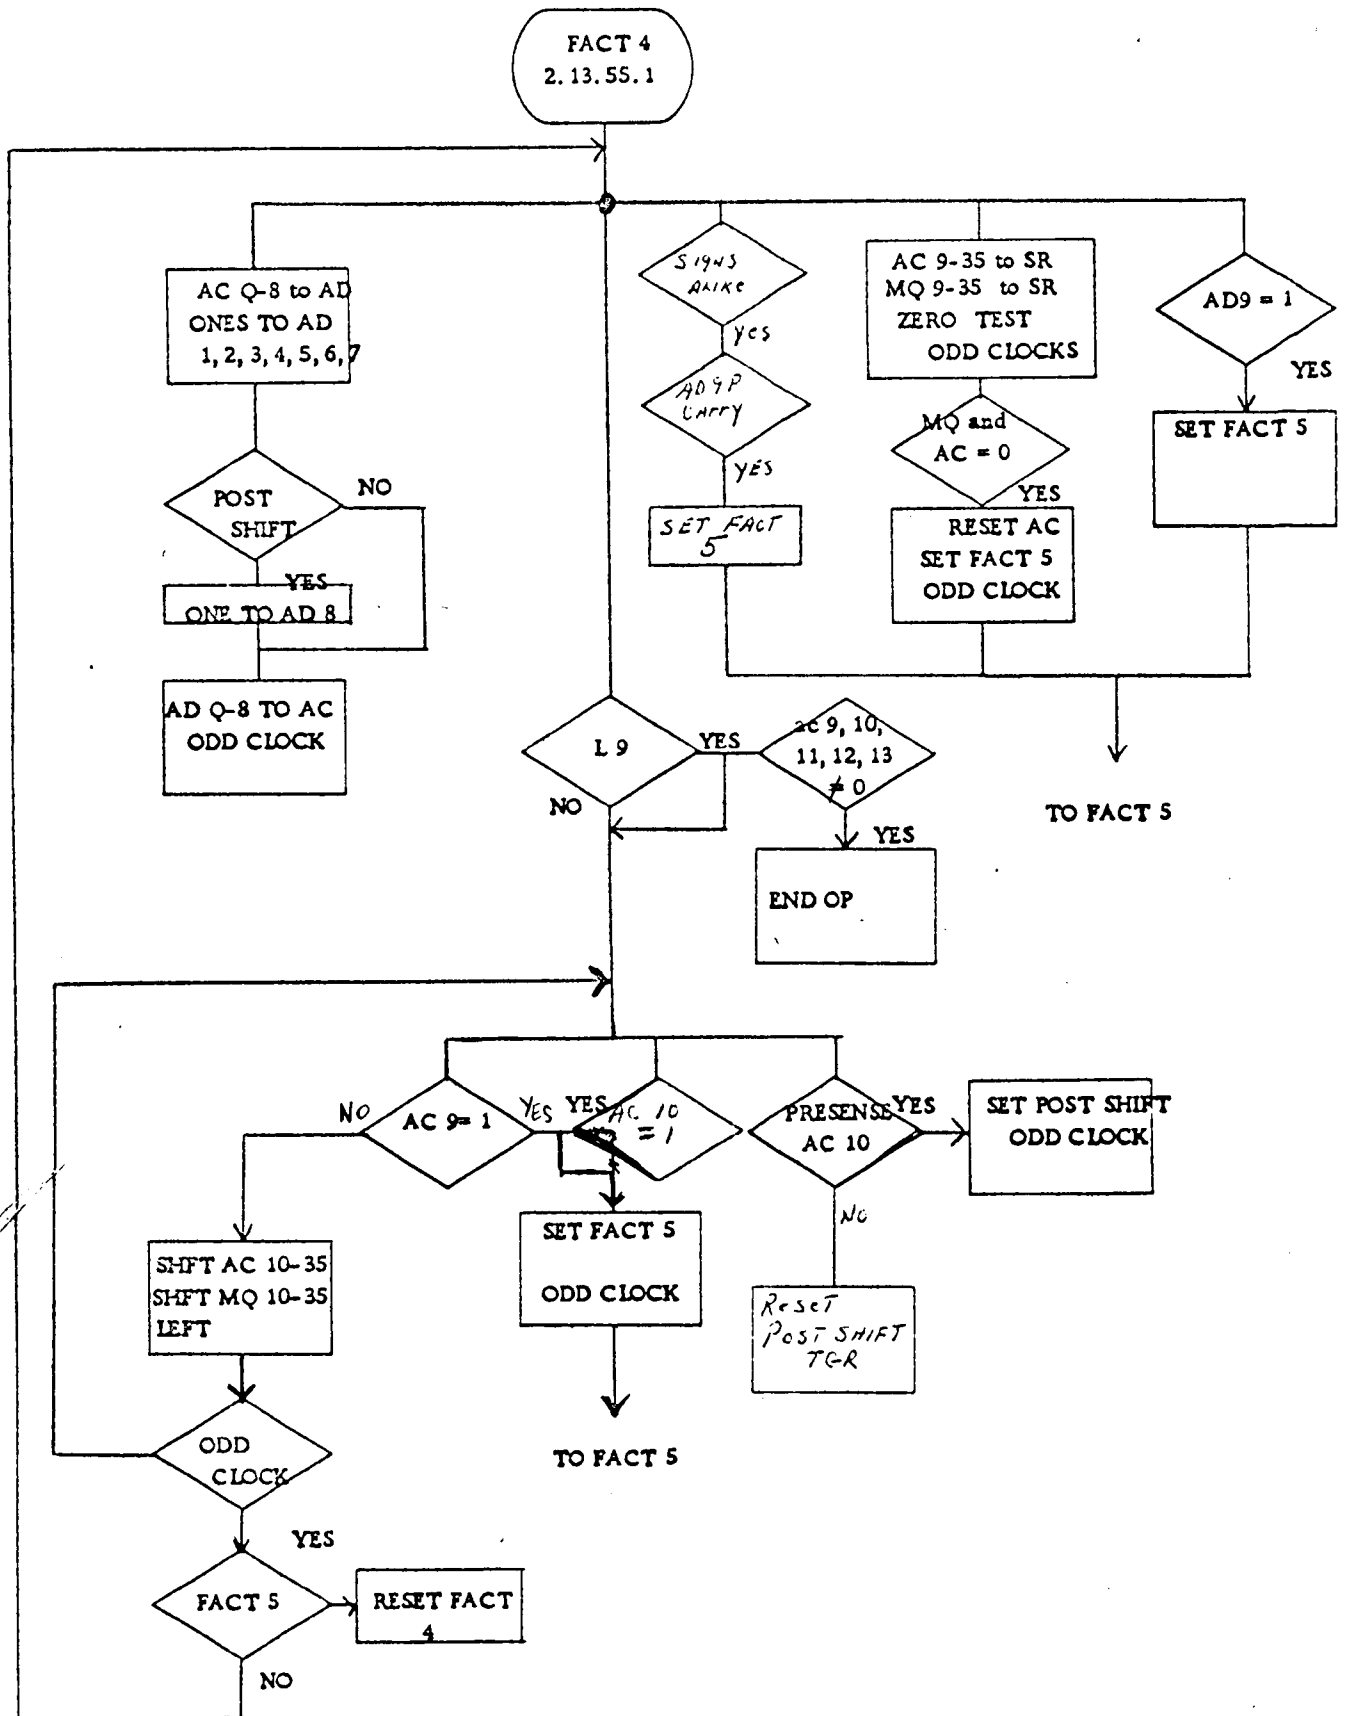 FACT 4
2.13.55.1
AC Q-8 to AD
ONES TO AD
1, 2, 3, 4, 5, 6, 7
POST
SHIFT
NO
YES
ONE TO AD 8
AD Q-8 TO AC
ODD CLOCK
SIGNS
ALIKE
yes
AD 9 P
CARRY
YES
SET FACT
5
AC 9-35 to SR
MQ 9-35 to SR
ZERO TEST
ODD CLOCKS
MQ and
AC = 0
YES
RESET AC
SET FACT 5
ODD CLOCK
AD9 = 1
YES
SET FACT 5
TO FACT 5
L 9
YES
NO
ac 9, 10,
11, 12, 13
≠ 0
YES
END OP
NO
AC 9= 1
YES
YES
AC 10
= 1
PRESENSE
AC 10
YES
SET POST SHIFT
ODD CLOCK
NO
Reset
POST SHIFT
TGR
SET FACT 5
ODD CLOCK
TO FACT 5
SHFT AC 10-35
SHFT MQ 10-35
LEFT
ODD
CLOCK
YES
FACT 5
RESET FACT
4
NO